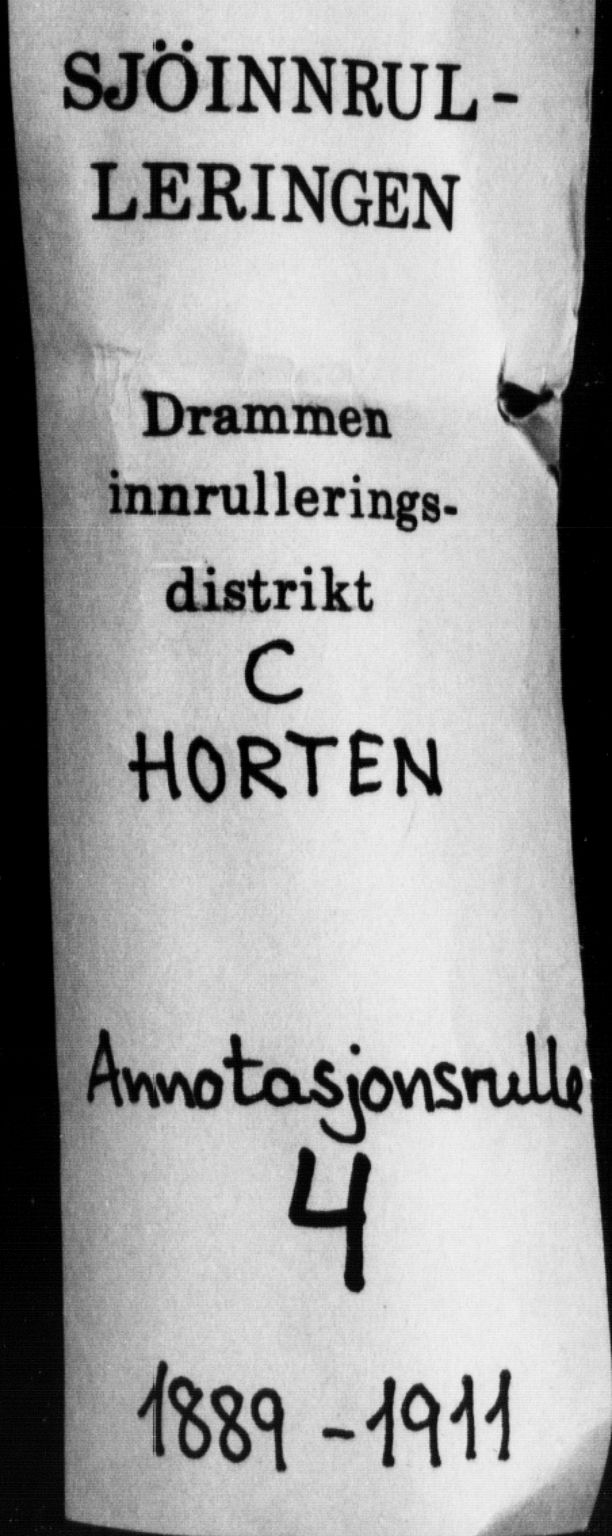 SJÖINNRUL-
LERINGEN
Drammen
innrullerings-
distrikt
C
HORTEN
Annotasjonsrulle
4
1889-1911